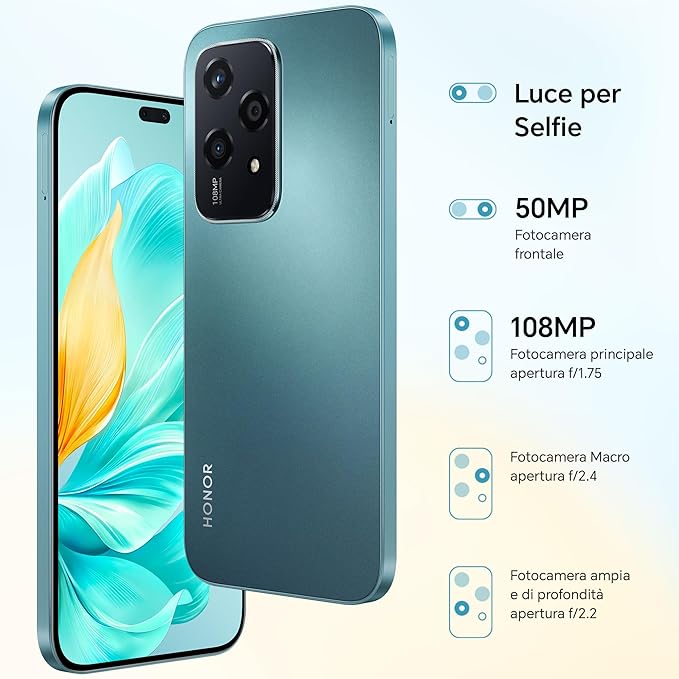 Luce per
Selfie
50MP
Fotocamera
frontale
108MP
Fotocamera principale
apertura f/1.75
Fotocamera Macro
apertura f/2.4
Fotocamera ampia
e di profondità
apertura f/2.2
108MP
HONOR